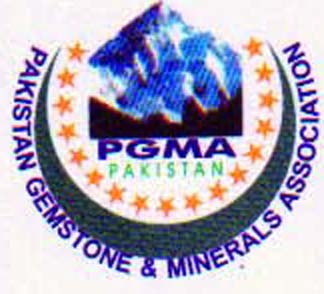 PGMA
PAKISTAN
PAKISTAN GEMSTONE & MINERALS ASSOCIATION